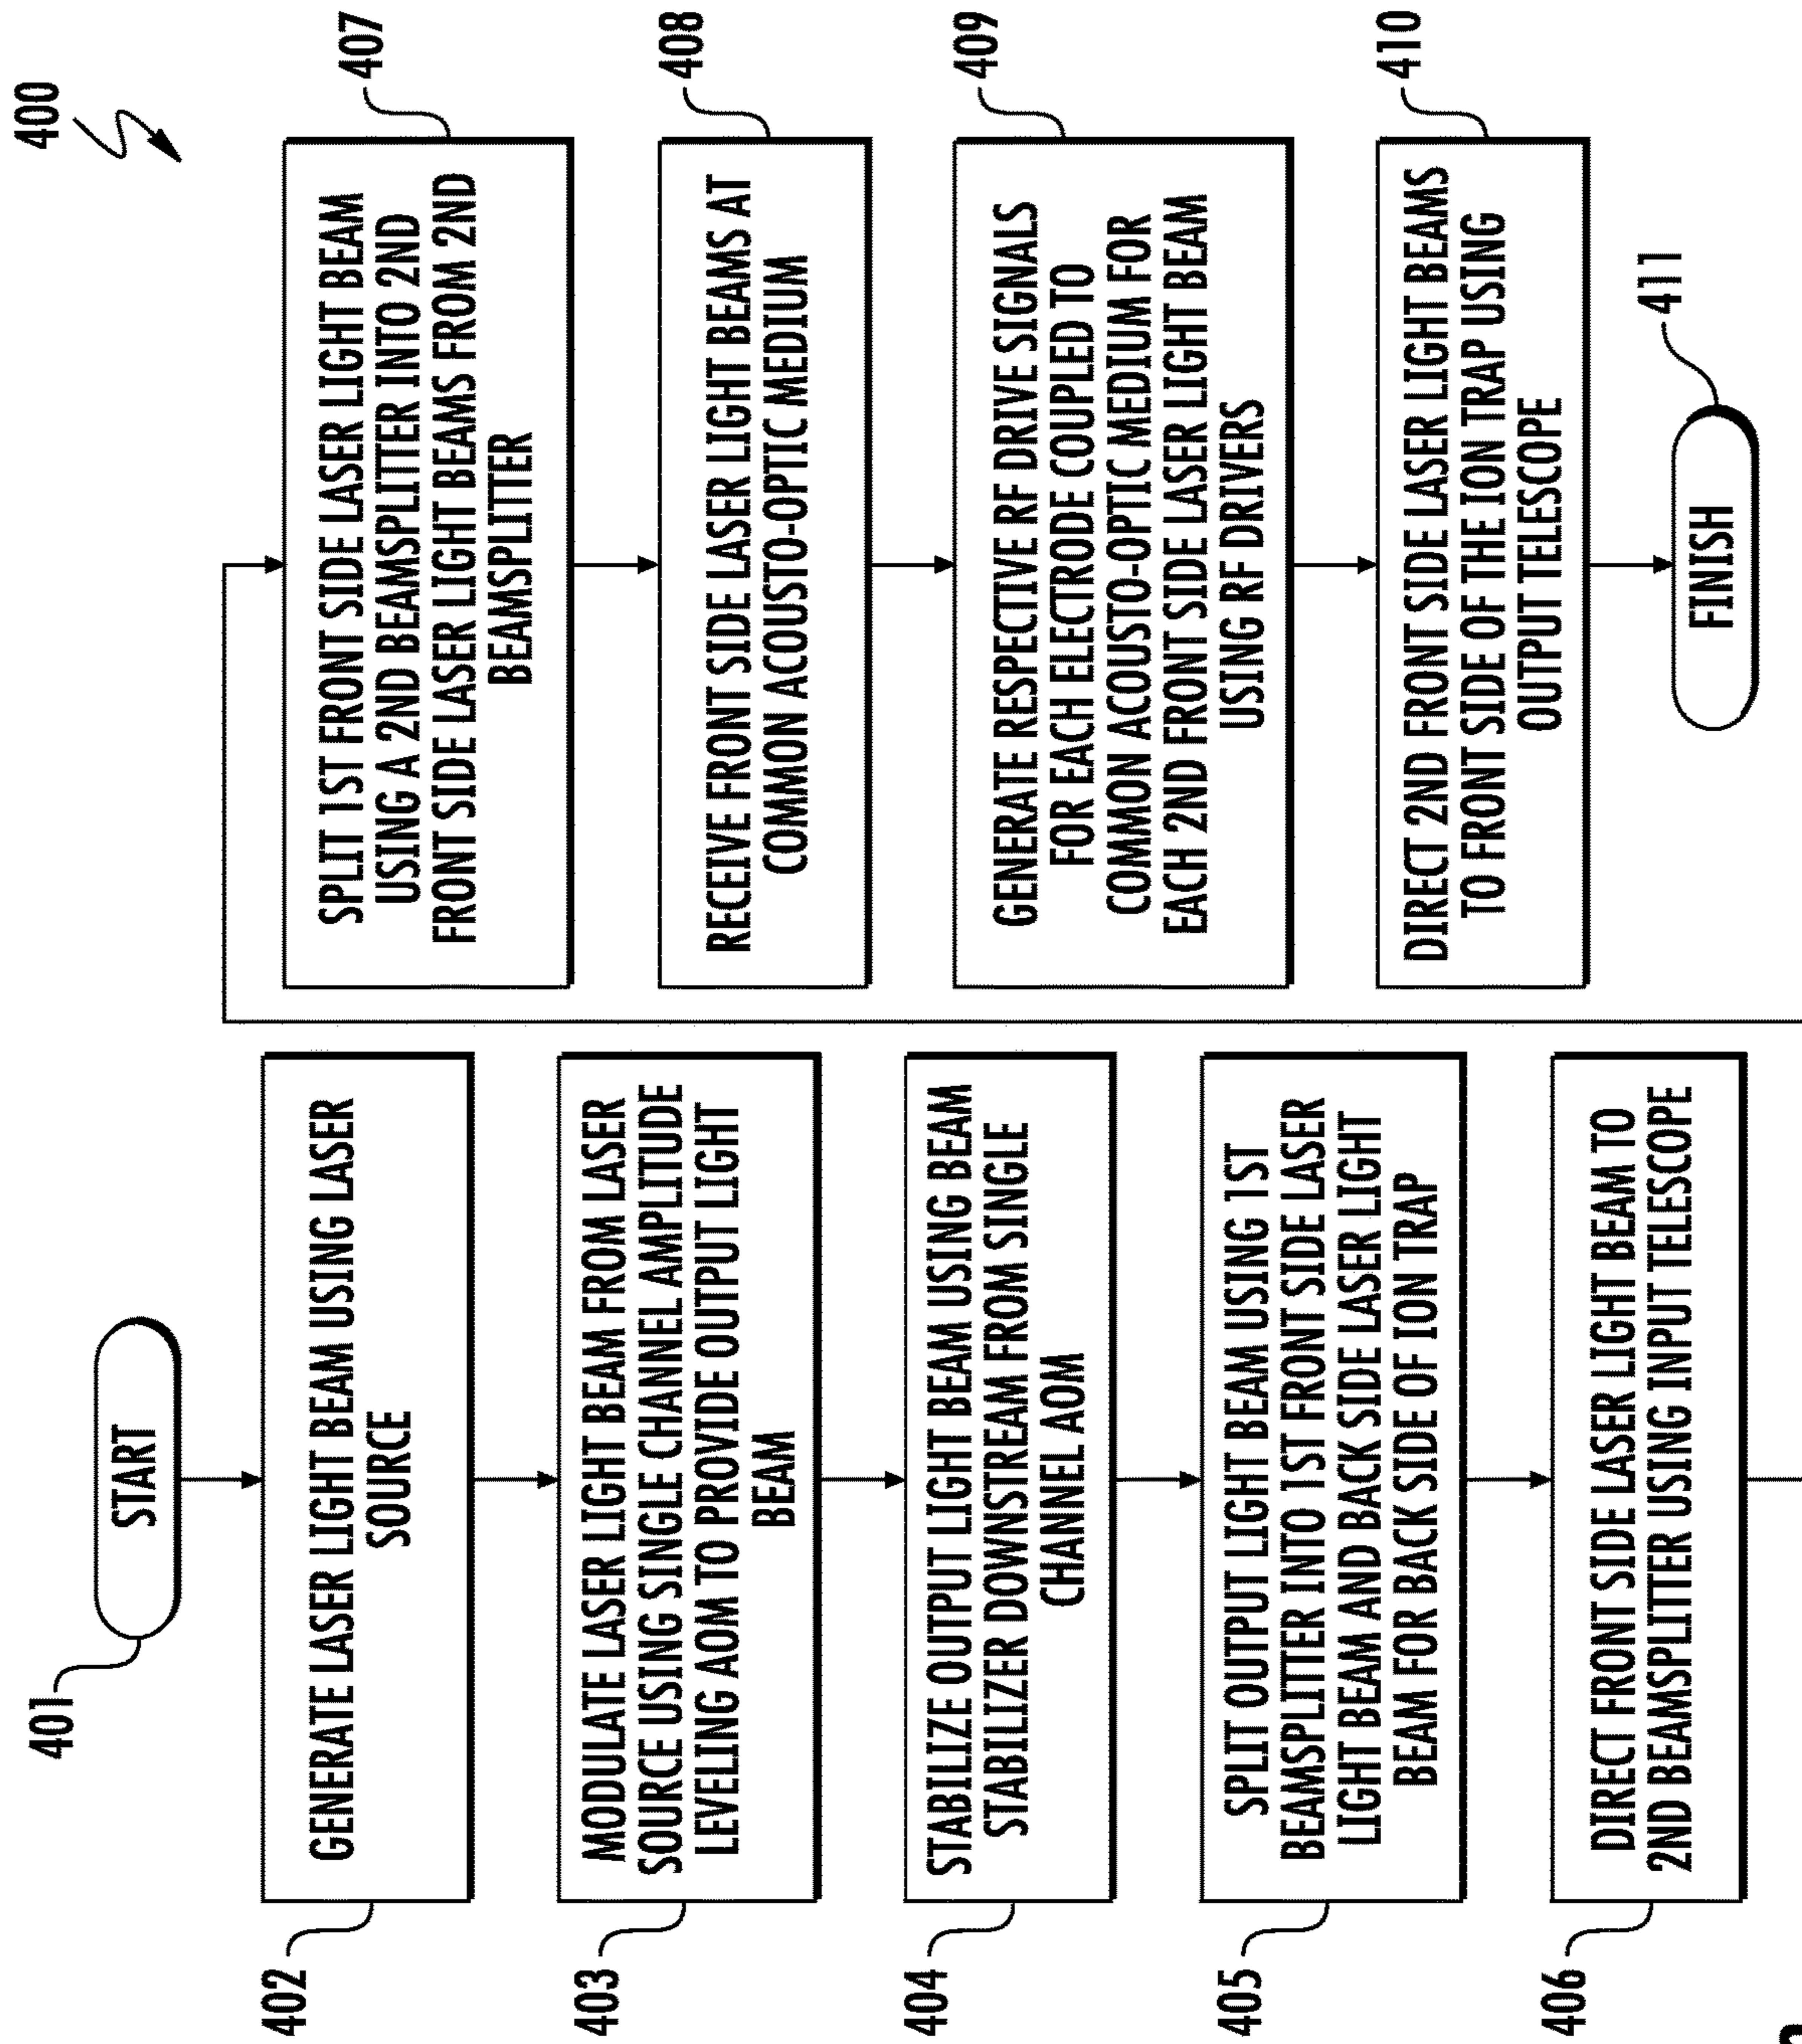 400
401
START
402
GENERATE LASER LIGHT BEAM USING LASER
SOURCE
403
MODULATE LASER LIGHT BEAM FROM LASER
SOURCE USING SINGLE CHANNEL AMPLITUDE
LEVELING AOM TO PROVIDE OUTPUT LIGHT
BEAM
404
STABILIZE OUTPUT LIGHT BEAM USING BEAM
STABILIZER DOWNSTREAM FROM SINGLE
CHANNEL AOM
405
SPLIT OUTPUT LIGHT BEAM USING 1ST
BEAMSPLITTER INTO 1ST FRONT SIDE LASER
LIGHT BEAM AND BACK SIDE LASER LIGHT
BEAM FOR BACK SIDE OF ION TRAP
406
DIRECT FRONT SIDE LASER LIGHT BEAM TO
2ND BEAMSPLITTER USING INPUT TELESCOPE
407
SPLIT 1ST FRONT SIDE LASER LIGHT BEAM
USING A 2ND BEAMSPLITTER INTO 2ND
FRONT SIDE LASER LIGHT BEAMS FROM 2ND
BEAMSPLITTER
408
RECEIVE FRONT SIDE LASER LIGHT BEAMS AT
COMMON ACOUSTO-OPTIC MEDIUM
409
GENERATE RESPECTIVE RF DRIVE SIGNALS
FOR EACH ELECTRODE COUPLED TO
COMMON ACOUSTO-OPTIC MEDIUM FOR
EACH 2ND FRONT SIDE LASER LIGHT BEAM
USING RF DRIVERS
410
DIRECT 2ND FRONT SIDE LASER LIGHT BEAMS
TO FRONT SIDE OF THE ION TRAP USING
OUTPUT TELESCOPE
411
FINISH